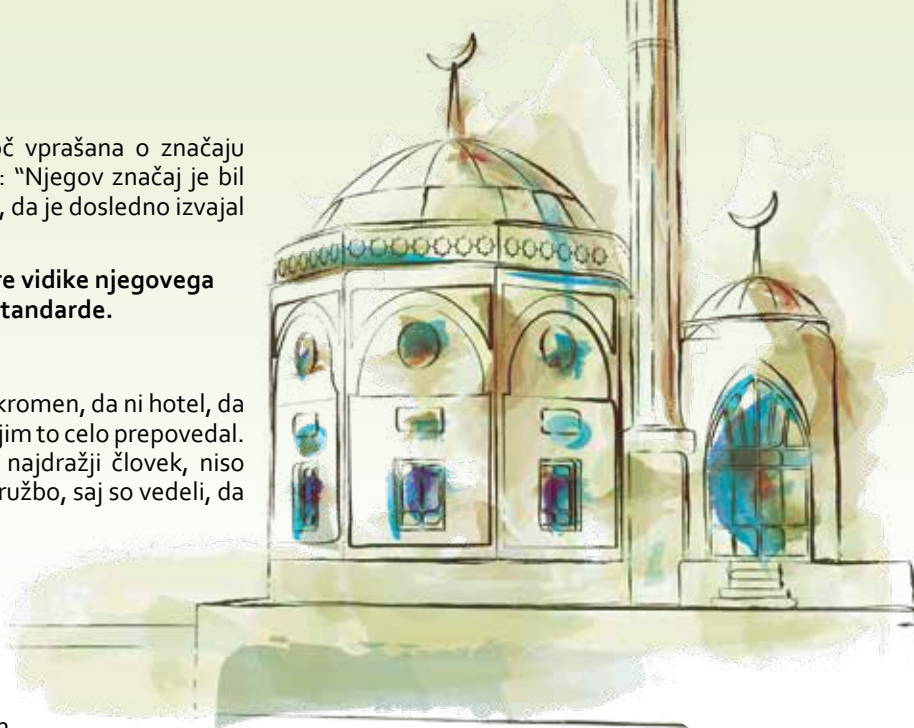 č vprašana o značaju
: “Njegov značaj je bil
, da je dosledno izvajal
re vidike njegovega
tandarde.
kromen, da ni hotel, da
jim to celo prepovedal.
najdražji človek, niso
ružbo, saj so vedeli, da